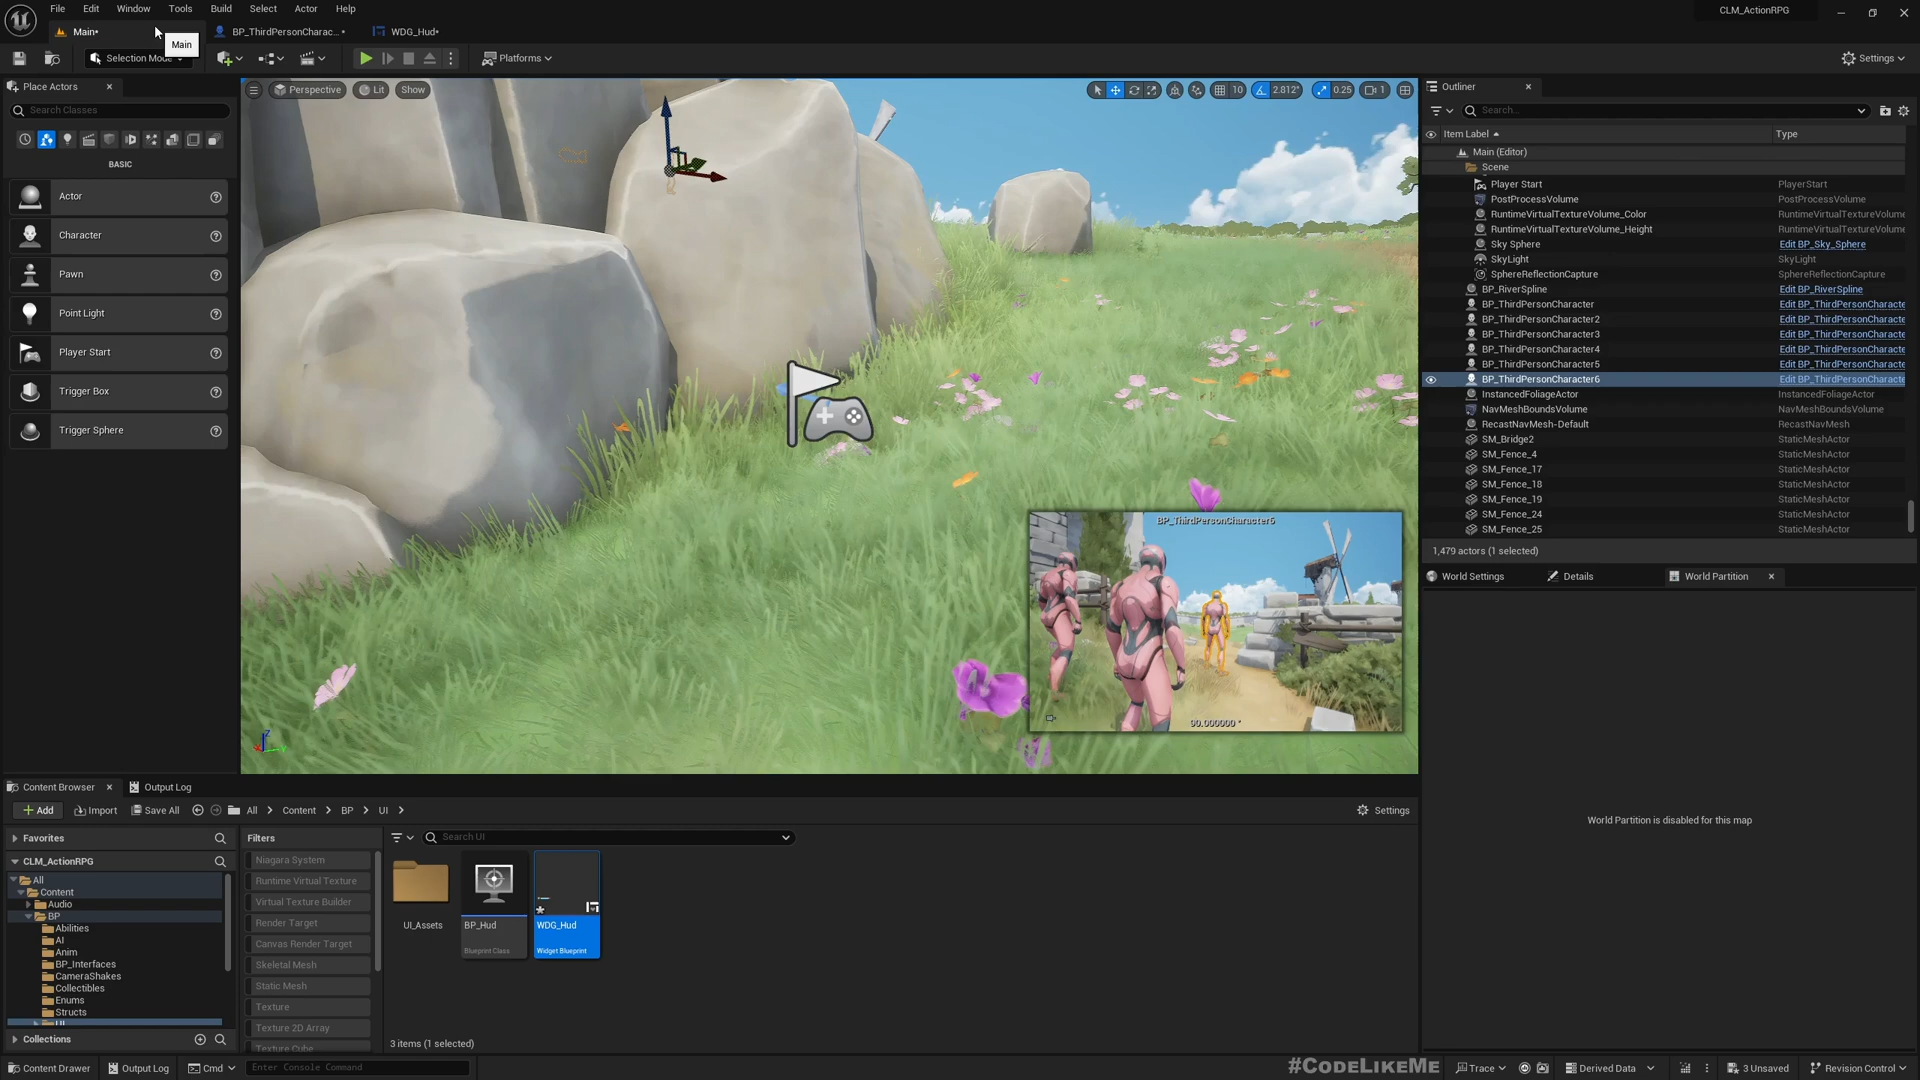 File Edit Window Tools Build Select Actor Help
CLM_ActionRPG
Main•
BP_ThirdPersonCharac...•
WDG_Hud•
Main
Selection Mode
Platforms
Settings
Place Actors
Search Classes
BASIC
Actor
Character
Pawn
Point Light
Player Start
Trigger Box
Trigger Sphere
Perspective
Lit
Show
10
2.812°
0.25
1
BP_ThirdPersonCharacter6
90.000000 °
Outliner
Search...
Item Label
Type
Main (Editor)
Scene
Player Start PlayerStart
PostProcessVolume PostProcessVolume
RuntimeVirtualTextureVolume_Color RuntimeVirtualTextureVolume
RuntimeVirtualTextureVolume_Height RuntimeVirtualTextureVolume
Sky Sphere Edit BP_Sky_Sphere
SkyLight SkyLight
SphereReflectionCapture SphereReflectionCapture
BP_RiverSpline Edit BP_RiverSpline
BP_ThirdPersonCharacter Edit BP_ThirdPersonCharacte
BP_ThirdPersonCharacter2 Edit BP_ThirdPersonCharacte
BP_ThirdPersonCharacter3 Edit BP_ThirdPersonCharacte
BP_ThirdPersonCharacter4 Edit BP_ThirdPersonCharacte
BP_ThirdPersonCharacter5 Edit BP_ThirdPersonCharacte
BP_ThirdPersonCharacter6 Edit BP_ThirdPersonCharacte
InstancedFoliageActor InstancedFoliageActor
NavMeshBoundsVolume NavMeshBoundsVolume
RecastNavMesh-Default RecastNavMesh
SM_Bridge2 StaticMeshActor
SM_Fence_4 StaticMeshActor
SM_Fence_17 StaticMeshActor
SM_Fence_18 StaticMeshActor
SM_Fence_19 StaticMeshActor
SM_Fence_24 StaticMeshActor
SM_Fence_25 StaticMeshActor
1,479 actors (1 selected)
World Settings
Details
World Partition
World Partition is disabled for this map
Content Browser
Output Log
Add
Import
Save All
All > Content > BP > UI >
Settings
Favorites
CLM_ActionRPG
All
Content
Audio
BP
Abilities
AI
Anim
BP_Interfaces
CameraShakes
Collectibles
Enums
Structs
UI
Collections
Filters
Niagara System
Runtime Virtual Texture
Virtual Texture Builder
Render Target
Canvas Render Target
Skeletal Mesh
Static Mesh
Texture
Texture 2D Array
Texture Cube
Search UI
UI_Assets
BP_Hud
Blueprint Class
WDG_Hud
Widget Blueprint
3 items (1 selected)
#CODELIKEME
Content Drawer
Output Log
Cmd
Enter Console Command
Trace
Derived Data
3 Unsaved
Revision Control